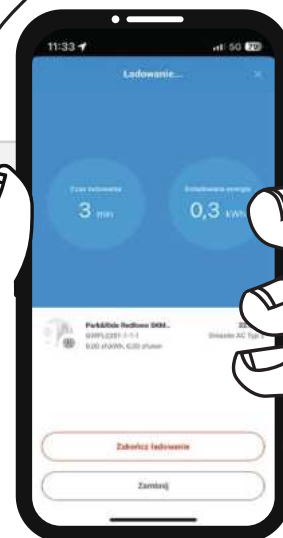 11:33
5G 70
Ładowanie...
×
Czas ładowania
3 min
energia
0,3 kWh
Park&Ride Redłowo SKM...
Zakończ ładowanie
Zamknij